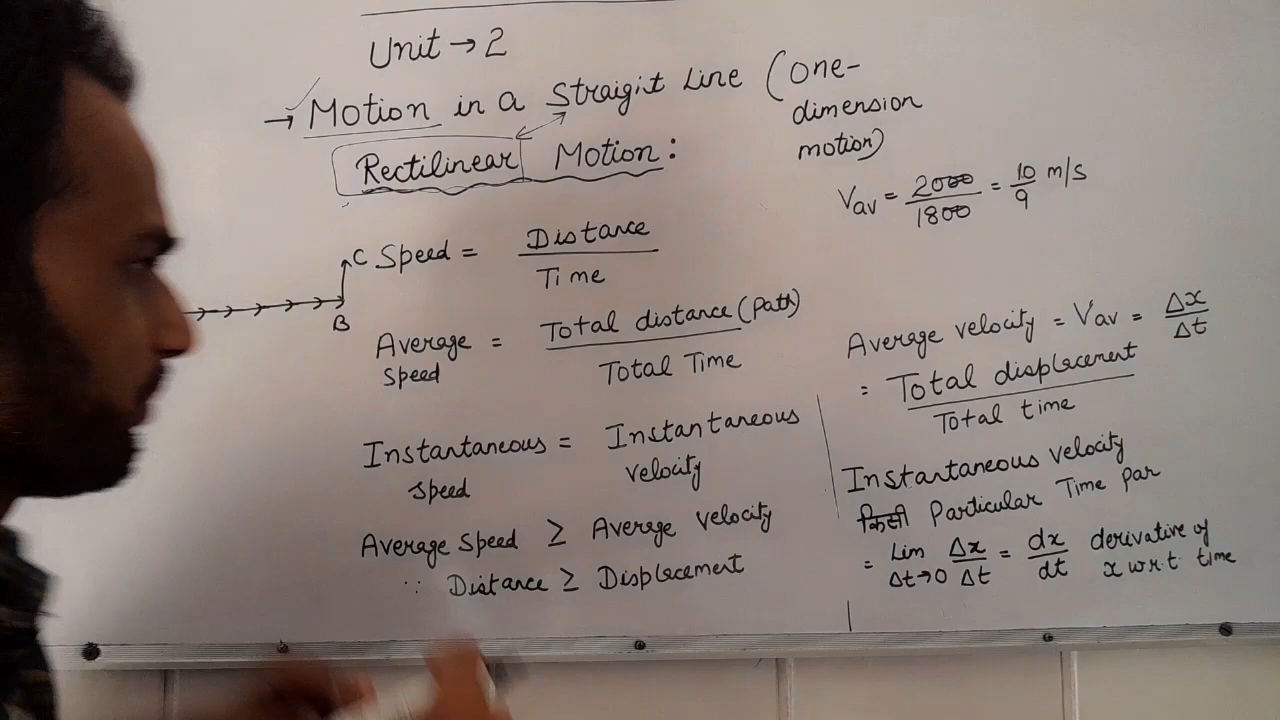 Unit → 2
→ Motion in a Straigit Line (one-
dimension
motion)
Rectilinear Motion:
Vav = 2000/1800 = 10/9 m/s
C
B
Speed = Distance/Time
Average speed = Total distance (Path)/Total Time
Instantaneous speed = Instantaneous velocity
Average Speed ≥ Average velocity
∵ Distance ≥ Displacement
Average velocity = Vav = Δx/Δt
= Total displacement/Total time
Instantaneous velocity
किसी Particular Time par
= Lim Δt→0 Δx/Δt = dx/dt derivative of
x w.r.t. time